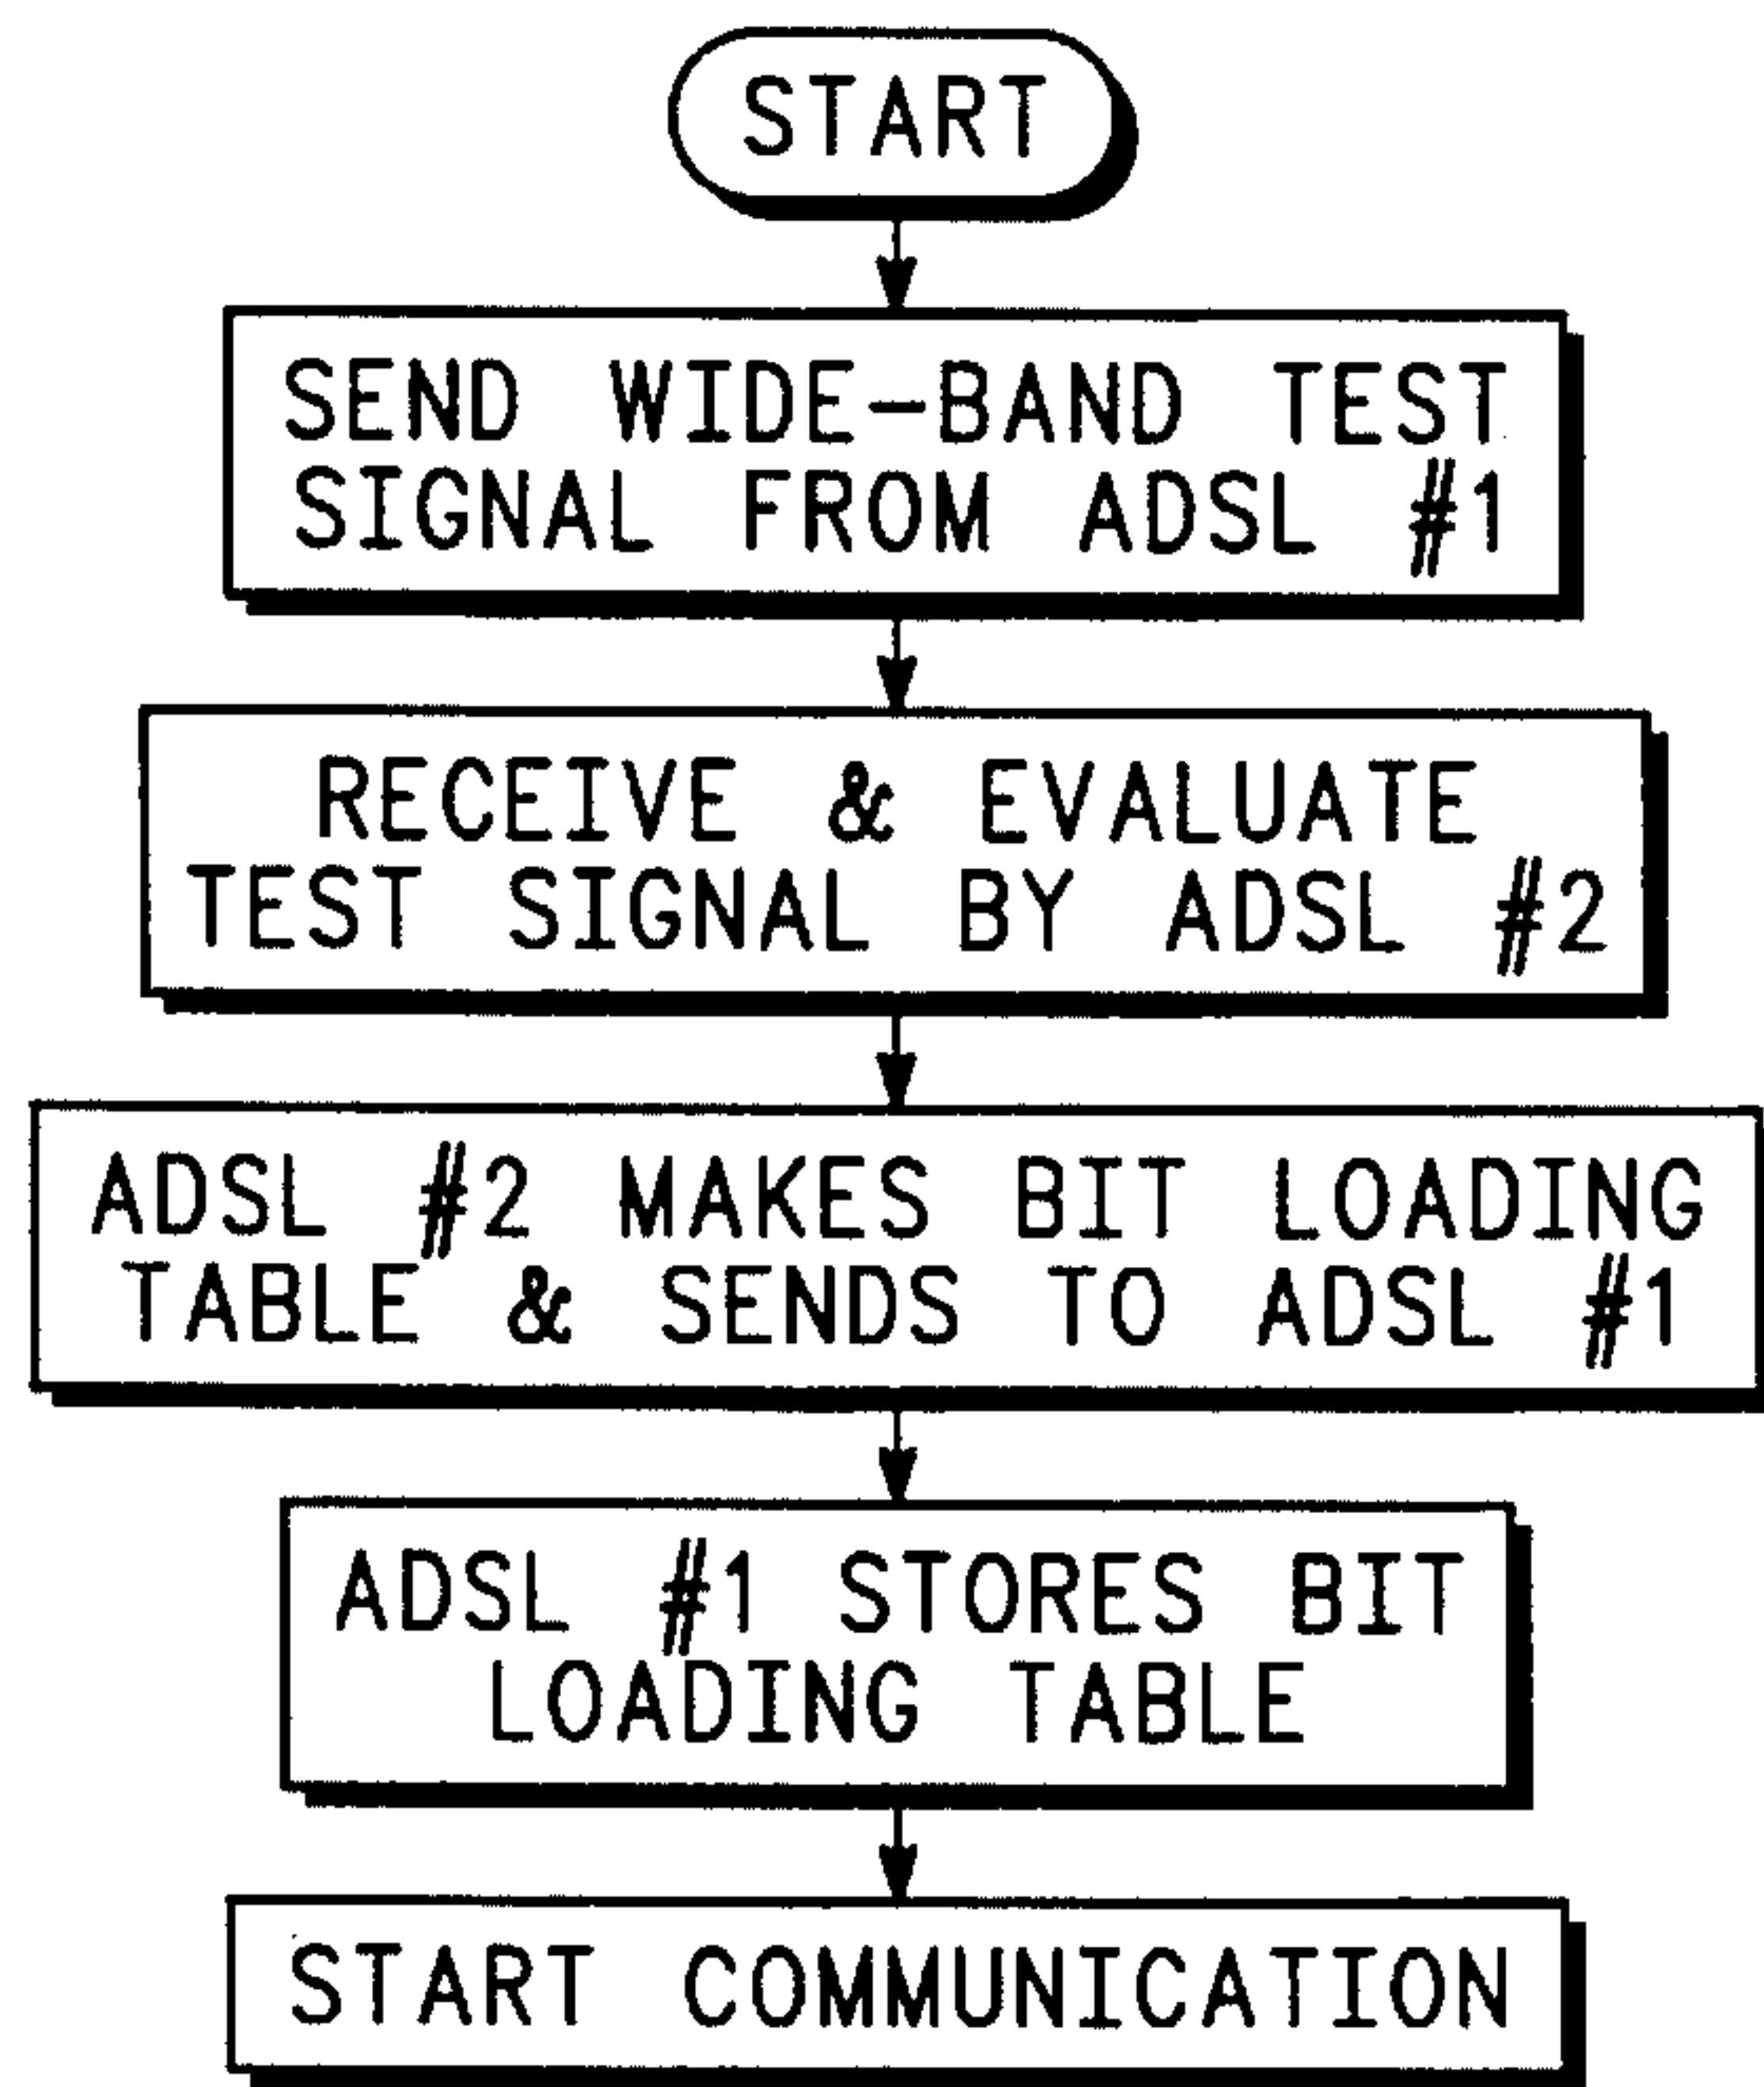 START
SEND WIDE-BAND TEST
SIGNAL FROM ADSL #1
RECEIVE & EVALUATE
TEST SIGNAL BY ADSL #2
ADSL #2 MAKES BIT LOADING
TABLE & SENDS TO ADSL #1
ADSL #1 STORES BIT
LOADING TABLE
START COMMUNICATION